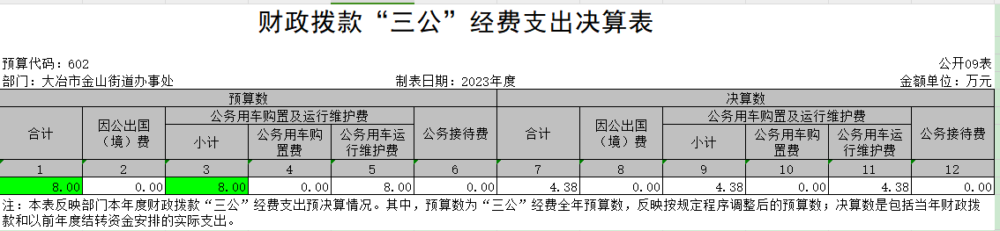 财政拨款“三公”经费支出决算表
预算代码：602
公开09表
部门：大冶市金山街道办事处
制表日期：2023年度
金额单位：万元
预算数
决算数
合计
因公出国（境）费
公务用车购置及运行维护费
公务接待费
合计
因公出国（境）费
公务用车购置及运行维护费
公务接待费
小计
公务用车购置费
公务用车运行维护费
小计
公务用车购置费
公务用车运行维护费
1 2 3 4 5 6 7 8 9 10 11 12
8.00 0.00 8.00 0.00 8.00 0.00 4.38 0.00 4.38 0.00 4.38 0.00
注：本表反映部门本年度财政拨款“三公”经费支出预决算情况。其中，预算数为“三公”经费全年预算数，反映按规定程序调整后的预算数；决算数是包括当年财政拨
款和以前年度结转资金安排的实际支出。